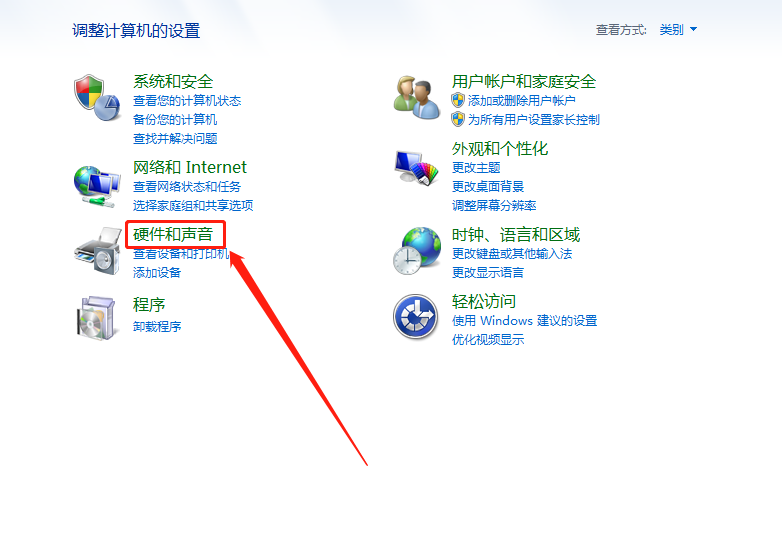 调整计算机的设置
查看方式: 类别
系统和安全
查看您的计算机状态
备份您的计算机
查找并解决问题
网络和 Internet
查看网络状态和任务
选择家庭组和共享选项
硬件和声音
查看设备和打印机
添加设备
程序
卸载程序
用户帐户和家庭安全
添加或删除用户帐户
为所有用户设置家长控制
外观和个性化
更改主题
更改桌面背景
调整屏幕分辨率
时钟、语言和区域
更改键盘或其他输入法
更改显示语言
轻松访问
使用 Windows 建议的设置
优化视频显示